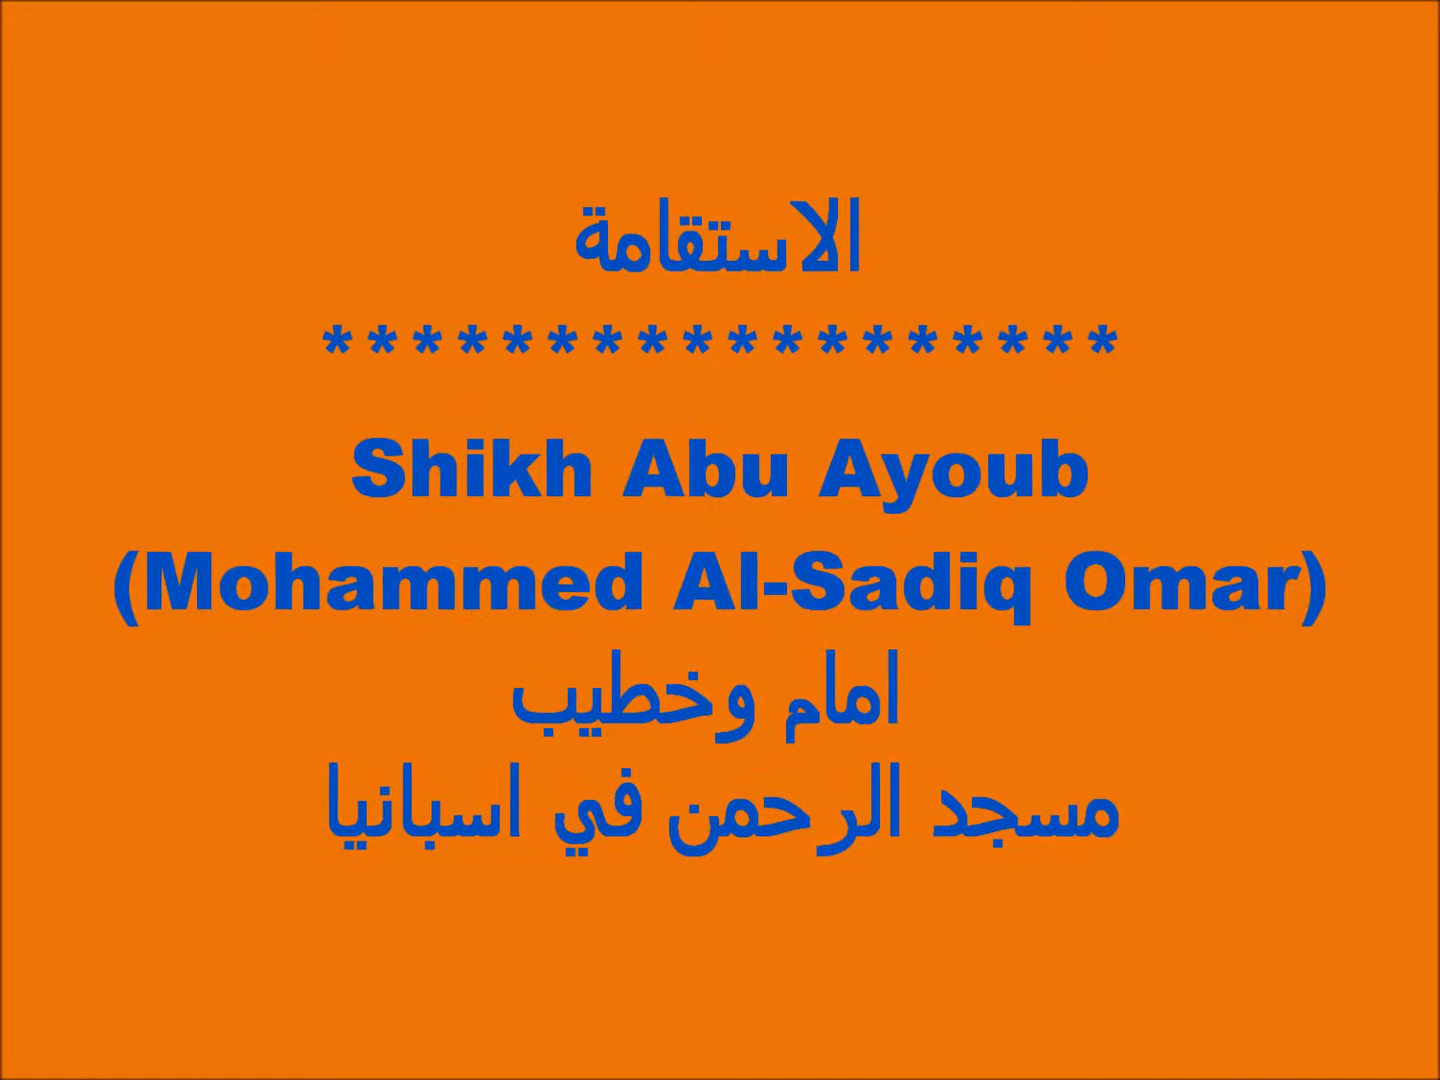 الاستقامة
* * * * * * * * * * * * * * * * * *
Shikh Abu Ayoub
(Mohammed Al-Sadiq Omar)
امام وخطيب
مسجد الرحمن في اسبانيا